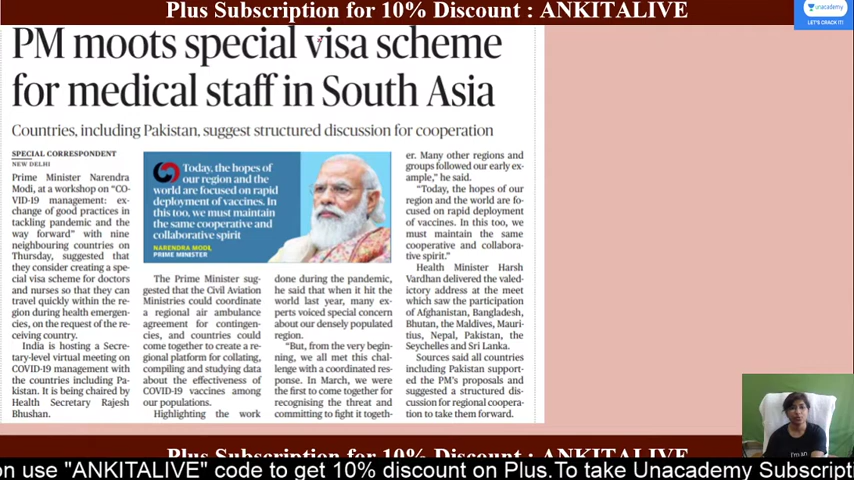 Plus Subscription for 10% Discount : ANKITALIVE
unacademy
LET'S CRACK IT!
PM moots special visa scheme
for medical staff in South Asia
Countries, including Pakistan, suggest structured discussion for cooperation
SPECIAL CORRESPONDENT
NEW DELHI
Prime Minister Narendra
Modi, at a workshop on "CO-
VID-19 management: ex-
change of good practices in
tackling pandemic and the
way forward" with nine
neighbouring countries on
Thursday, suggested that
they consider creating a spe-
cial visa scheme for doctors
and nurses so that they can
travel quickly within the re-
gion during health emergen-
cies, on the request of the re-
ceiving country.
India is hosting a Secre-
tary-level virtual meeting on
COVID-19 management with
the countries including Pa-
kistan. It is being chaired by
Health Secretary Rajesh
Bhushan.
Today, the hopes of
our region and the
world are focused on rapid
deployment of vaccines. In
this too, we must maintain
the same cooperative and
collaborative spirit
NARENDRA MODI,
PRIME MINISTER
The Prime Minister sug-
gested that the Civil Aviation
Ministries could coordinate
a regional air ambulance
agreement for contingen-
cies, and countries could
come together to create a re-
gional platform for collating,
compiling and studying data
about the effectiveness of
COVID-19 vaccines among
our populations.
Highlighting the work
done during the pandemic,
he said that when it hit the
world last year, many ex-
perts voiced special concern
about our densely populated
region.
"But, from the very begin-
ning, we all met this chal-
lenge with a coordinated res-
ponse. In March, we were
the first to come together for
recognising the threat and
committing to fight it togeth-
er. Many other regions and
groups followed our early ex-
ample," he said.
"Today, the hopes of our
region and the world are fo-
cused on rapid deployment
of vaccines. In this too, we
must maintain the same
cooperative and collabora-
tive spirit."
Health Minister Harsh
Vardhan delivered the valed-
ictory address at the meet
which saw the participation
of Afghanistan, Bangladesh,
Bhutan, the Maldives, Mauri-
tius, Nepal, Pakistan, the
Seychelles and Sri Lanka.
Sources said all countries
including Pakistan support-
ed the PM's proposals and
suggested a structured dis-
cussion for regional coopera-
tion to take them forward.
I'm an
Plus Subscription for 10% Discount : ANKITALIVE
on use "ANKITALIVE" code to get 10% discount on Plus.To take Unacademy Subscript